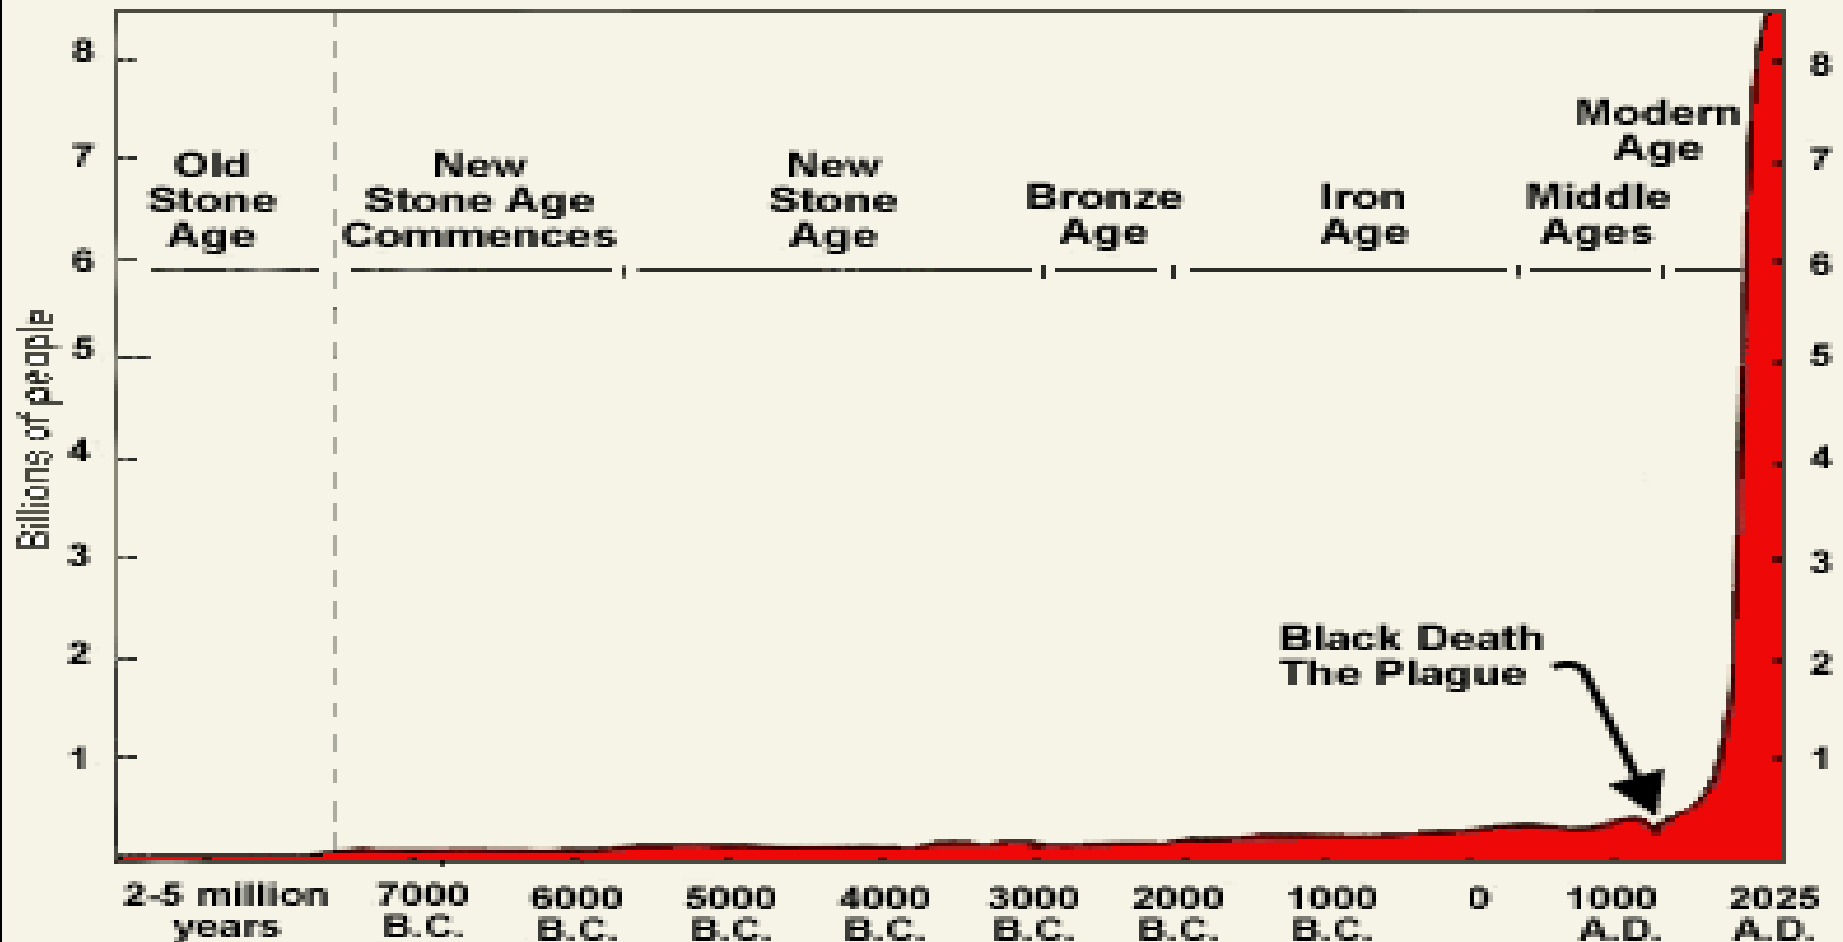 8
7
6
5
4
3
2
1
Billions of people
Old
Stone
Age
New
Stone Age
Commences
New
Stone
Age
Bronze
Age
Iron
Age
Middle
Ages
Modern
Age
Black Death
The Plague
8
7
6
5
4
3
2
1
2-5 million
years
7000
B.C.
6000
B.C.
5000
B.C.
4000
B.C.
3000
B.C.
2000
B.C.
1000
B.C.
0
1000
A.D.
2025
A.D.